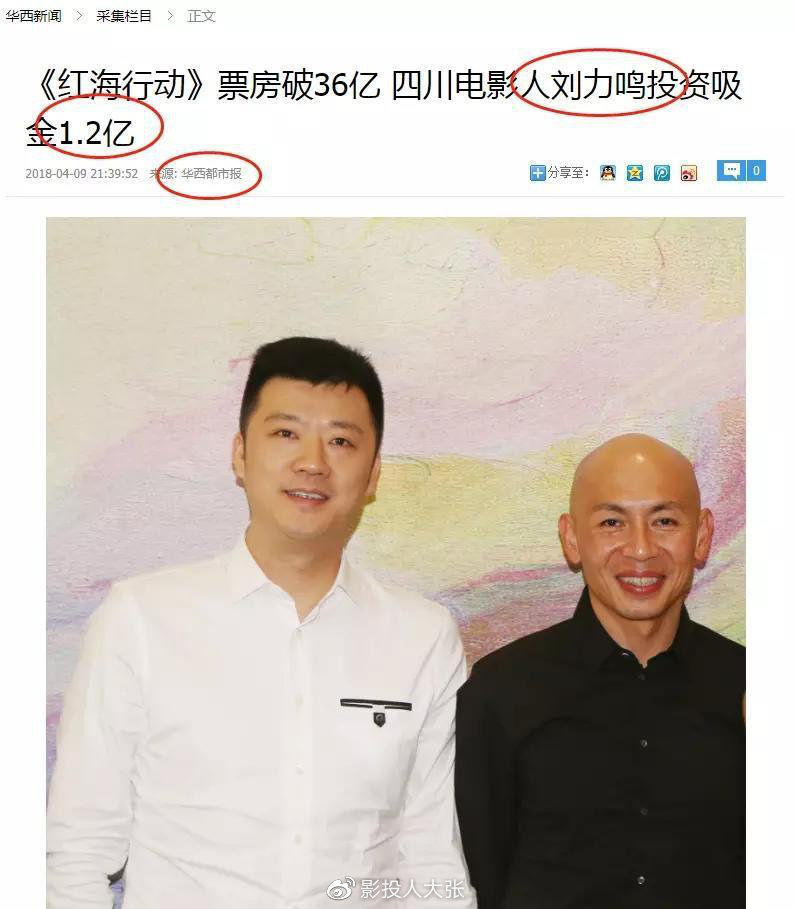 华西新闻 > 采集栏目 > 正文
《红海行动》票房破36亿 四川电影人刘力鸣投资吸
金1.2亿
2018-04-09 21:39:52 来源: 华西都市报 分享至: 0
影投人大张